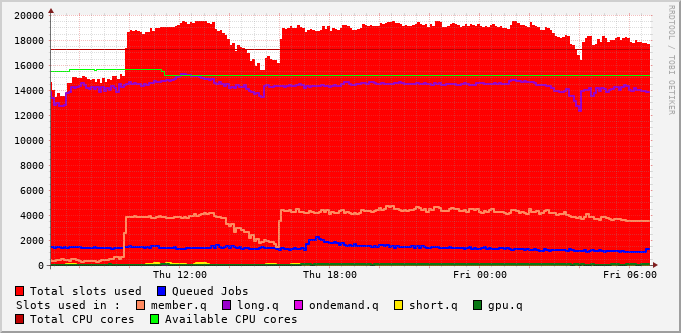 RRDTOOL / TOBI OETIKER
20000
18000
16000
14000
12000
10000
8000
6000
4000
2000
0
Thu 12:00 Thu 18:00 Fri 00:00 Fri 06:00
Total slots used Queued Jobs
Slots used in : member.q long.q ondemand.q short.q gpu.q
Total CPU cores Available CPU cores